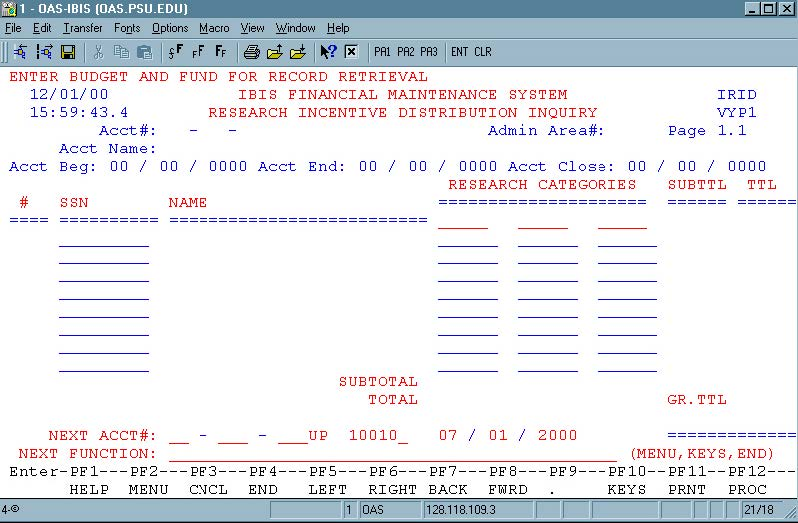 1 - OAS-IBIS (OAS.PSU.EDU)
File Edit Transfer Fonts Options Macro View Window Help
PA1 PA2 PA3 ENT CLR
ENTER BUDGET AND FUND FOR RECORD RETRIEVAL
12/01/00 IBIS FINANCIAL MAINTENANCE SYSTEM IRID
15:59:43.4 RESEARCH INCENTIVE DISTRIBUTION INQUIRY VYP1
Acct#: - - Admin Area#: Page 1.1
Acct Name:
Acct Beg: 00 / 00 / 0000 Acct End: 00 / 00 / 0000 Acct Close: 00 / 00 / 0000
RESEARCH CATEGORIES SUBTTL TTL
# SSN NAME ===================== ====== ======
==== ========== ==========================
SUBTOTAL
TOTAL GR.TTL
NEXT ACCT#: __ - ___ - ___UP 10010_ 07 / 01 / 2000 =============
NEXT FUNCTION: _____________________________________________ (MENU,KEYS,END)
Enter-PF1---PF2---PF3---PF4---PF5---PF6---PF7---PF8---PF9---PF10--PF11--PF12---
HELP MENU CNCL END LEFT RIGHT BACK FWRD . KEYS PRNT PROC
4-© 1 OAS 128.118.109.3 21/18